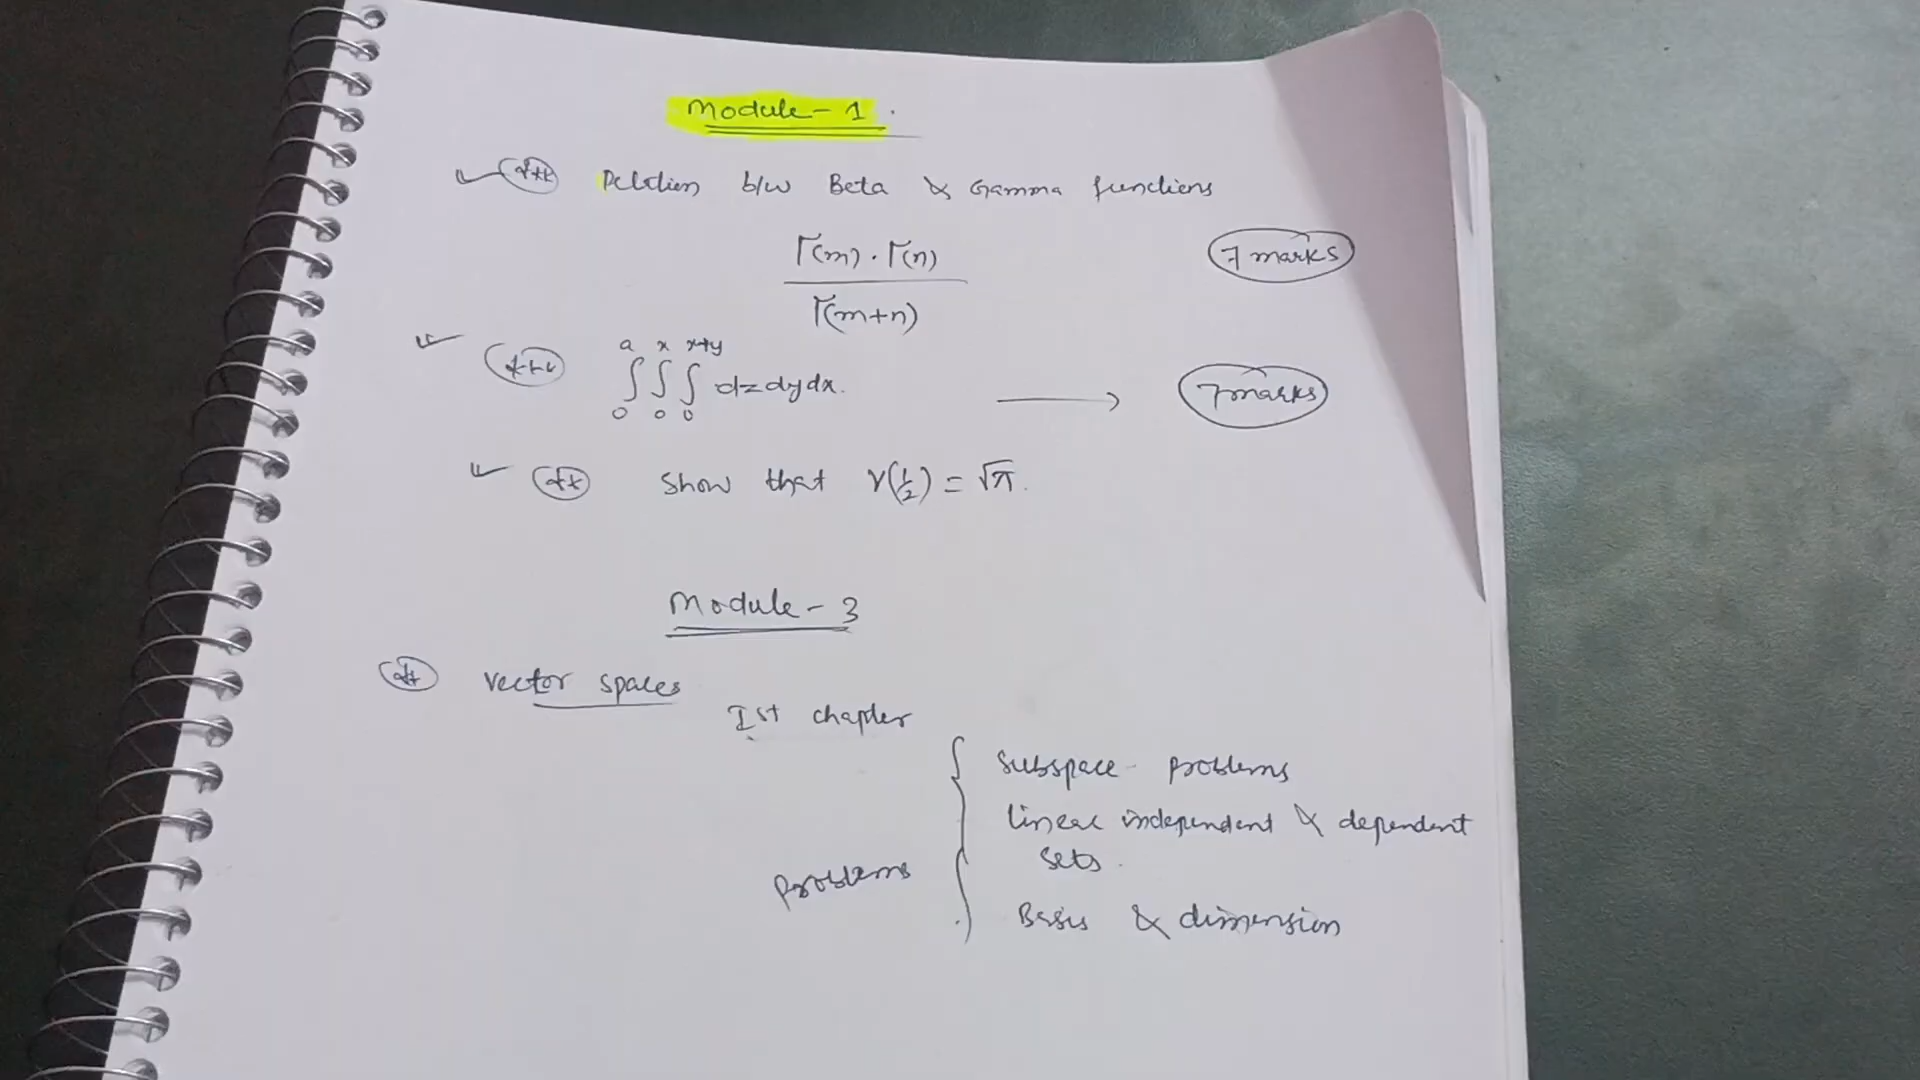 Module - 1
Relation b/w Beta & Gamma functions
Γ(m) . Γ(n)
Γ(m+n)
7 marks
a x x+y
∫ ∫ ∫ dz dy dx.
0 0 0
→ 7 marks
Show that γ(1/2) = √π.
Module - 3
Vector spaces
Ist chapter
Problems
Subspace problems
linear independent & dependent
sets.
Basis & dimension